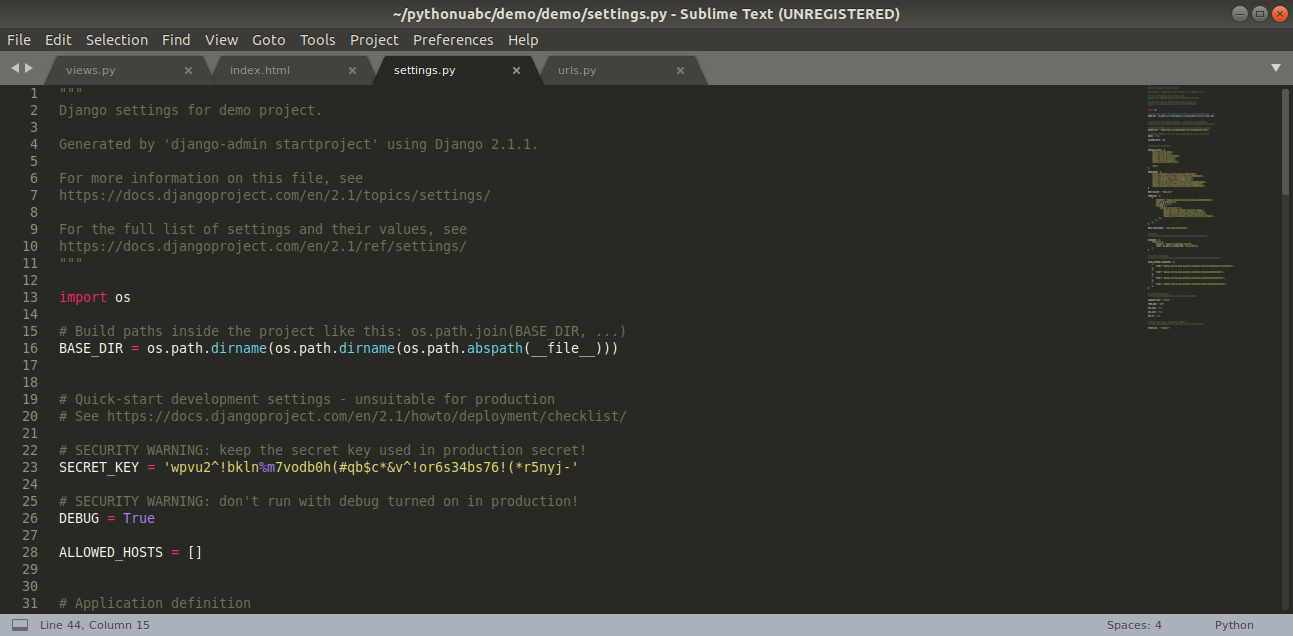 ~/pythonuabc/demo/demo/settings.py - Sublime Text (UNREGISTERED)
File Edit Selection Find View Goto Tools Project Preferences Help
views.py × index.html × settings.py × urls.py ×
1 """
2 Django settings for demo project.
3
4 Generated by 'django-admin startproject' using Django 2.1.1.
5
6 For more information on this file, see
7 https://docs.djangoproject.com/en/2.1/topics/settings/
8
9 For the full list of settings and their values, see
10 https://docs.djangoproject.com/en/2.1/ref/settings/
11 """
12
13 import os
14
15 # Build paths inside the project like this: os.path.join(BASE_DIR, ...)
16 BASE_DIR = os.path.dirname(os.path.dirname(os.path.abspath(__file__)))
17
18
19 # Quick-start development settings - unsuitable for production
20 # See https://docs.djangoproject.com/en/2.1/howto/deployment/checklist/
21
22 # SECURITY WARNING: keep the secret key used in production secret!
23 SECRET_KEY = 'wpvu2^!bkln%m7vodb0h(#qb$c*&v^!or6s34bs76!(*r5nyj-'
24
25 # SECURITY WARNING: don't run with debug turned on in production!
26 DEBUG = True
27
28 ALLOWED_HOSTS = []
29
30
31 # Application definition
Line 44, Column 15 Spaces: 4 Python